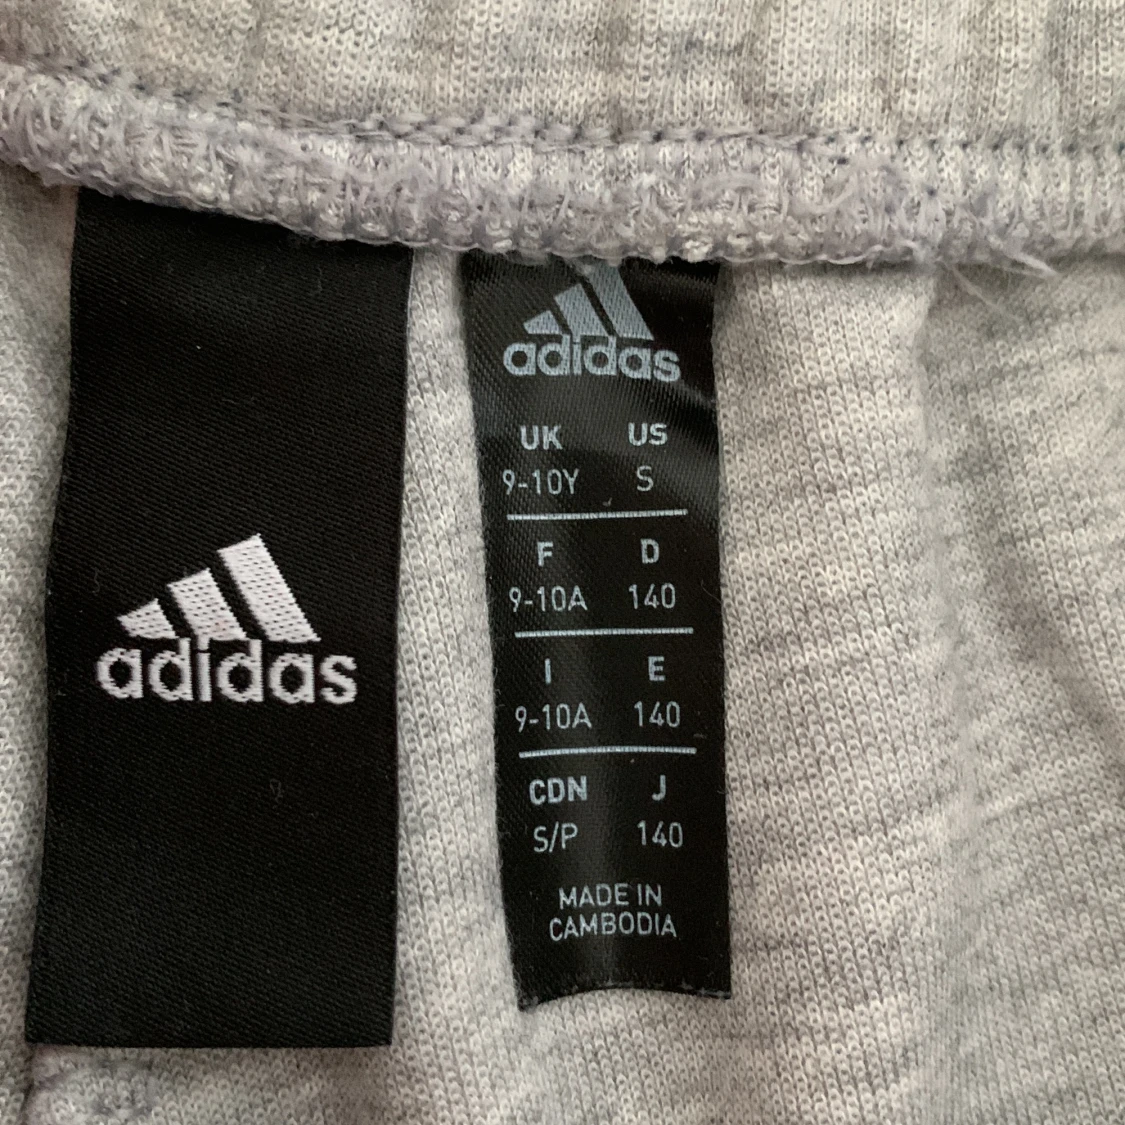 adidas
adidas
UK US
9-10Y S
F D
9-10A 140
I E
9-10A 140
CDN J
S/P 140
MADE IN
CAMBODIA